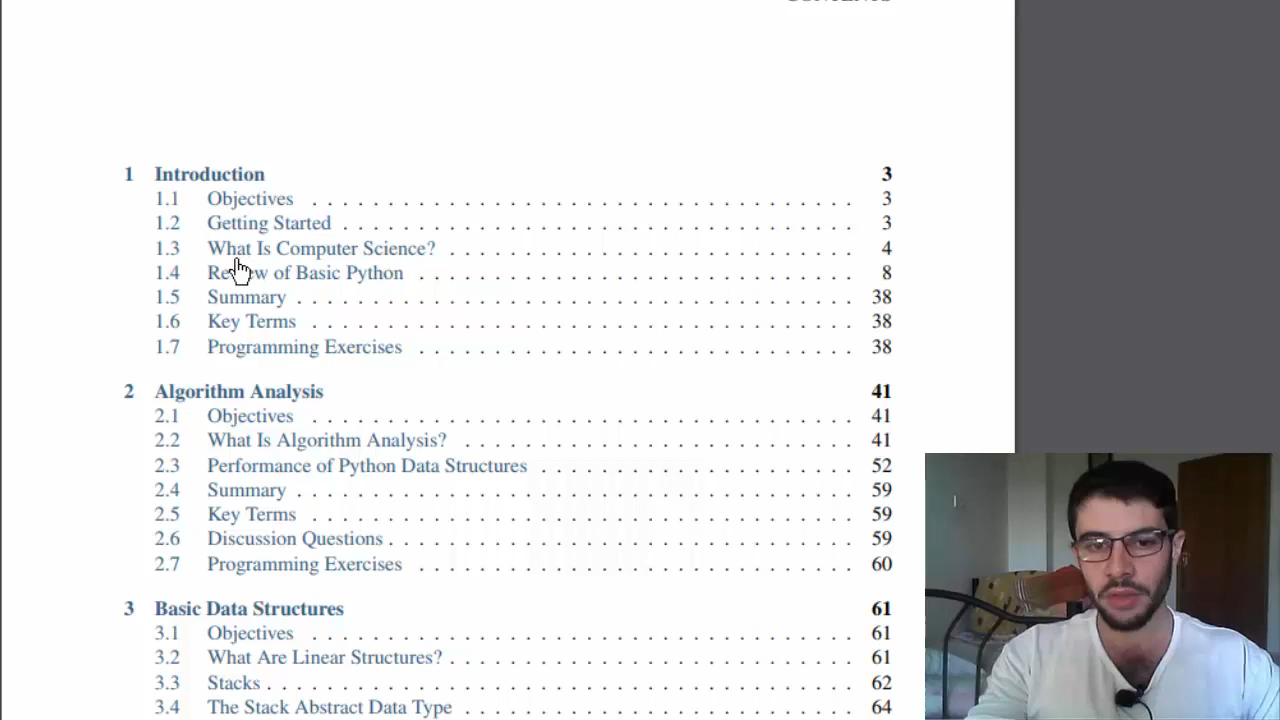 1 Introduction 3
1.1 Objectives . . . . . . . . . . . . . . . . . . . . . . . . . . . . . . . . . . . . 3
1.2 Getting Started . . . . . . . . . . . . . . . . . . . . . . . . . . . . . . . . . . 3
1.3 What Is Computer Science? . . . . . . . . . . . . . . . . . . . . . . . . . . . 4
1.4 Review of Basic Python . . . . . . . . . . . . . . . . . . . . . . . . . . . . . 8
1.5 Summary . . . . . . . . . . . . . . . . . . . . . . . . . . . . . . . . . . . . . 38
1.6 Key Terms . . . . . . . . . . . . . . . . . . . . . . . . . . . . . . . . . . . . 38
1.7 Programming Exercises . . . . . . . . . . . . . . . . . . . . . . . . . . . . . 38
2 Algorithm Analysis 41
2.1 Objectives . . . . . . . . . . . . . . . . . . . . . . . . . . . . . . . . . . . . 41
2.2 What Is Algorithm Analysis? . . . . . . . . . . . . . . . . . . . . . . . . . . 41
2.3 Performance of Python Data Structures . . . . . . . . . . . . . . . . . . . . . 52
2.4 Summary . . . . . . . . . . . . . . . . . . . . . . . . . . . . . . . . . . . . . 59
2.5 Key Terms . . . . . . . . . . . . . . . . . . . . . . . . . . . . . . . . . . . . 59
2.6 Discussion Questions . . . . . . . . . . . . . . . . . . . . . . . . . . . . . . . 59
2.7 Programming Exercises . . . . . . . . . . . . . . . . . . . . . . . . . . . . . 60
3 Basic Data Structures 61
3.1 Objectives . . . . . . . . . . . . . . . . . . . . . . . . . . . . . . . . . . . . 61
3.2 What Are Linear Structures? . . . . . . . . . . . . . . . . . . . . . . . . . . . 61
3.3 Stacks . . . . . . . . . . . . . . . . . . . . . . . . . . . . . . . . . . . . . . . 62
3.4 The Stack Abstract Data Type . . . . . . . . . . . . . . . . . . . . . . . . . . 64